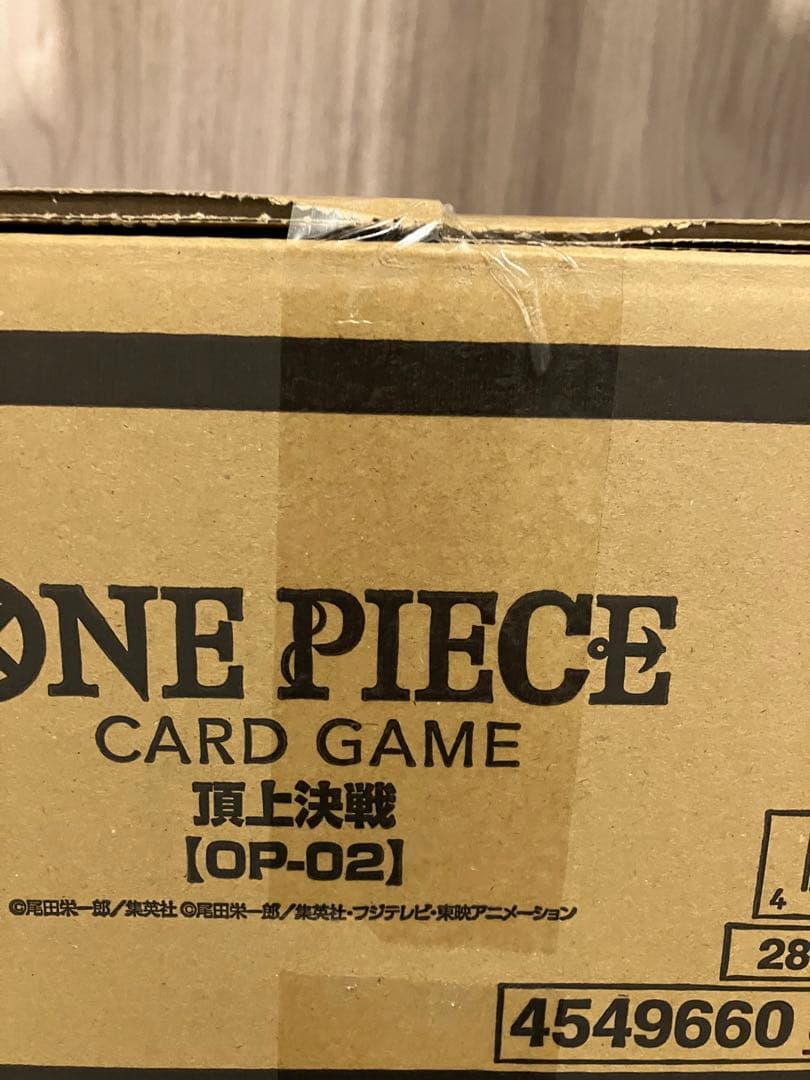 ONE PIECE
CARD GAME
頂上決戦
【OP-02】
©尾田栄一郎/集英社 ©尾田栄一郎/集英社・フジテレビ・東映アニメーション
4
28
4549660